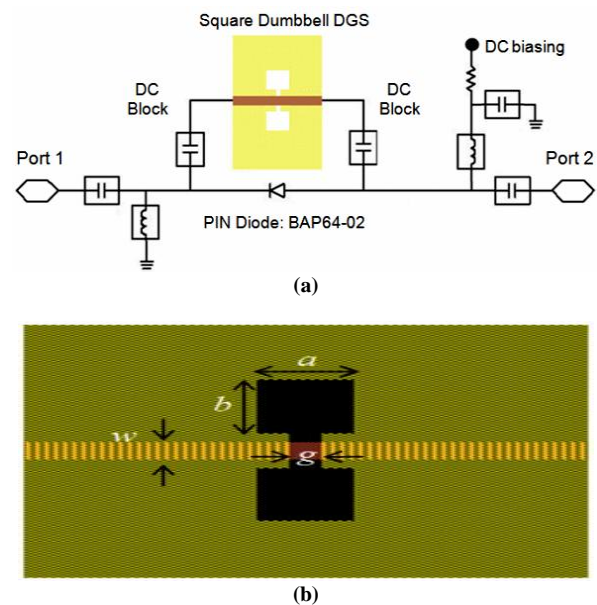 Square Dumbbell DGS
DC biasing
DC
Block
DC
Block
Port 1
Port 2
PIN Diode: BAP64-02
(a)
a
b
w
g
(b)